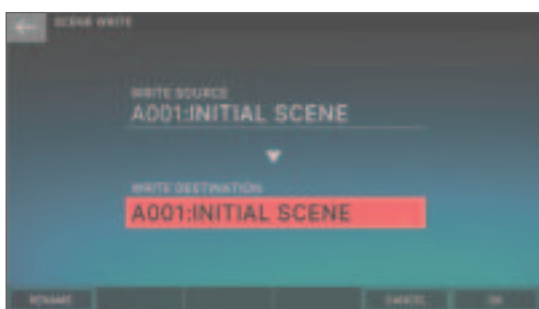 SCENE WRITE
WRITE SOURCE
A001:INITIAL SCENE
WRITE DESTINATION
A001:INITIAL SCENE
RENAME CANCEL OK